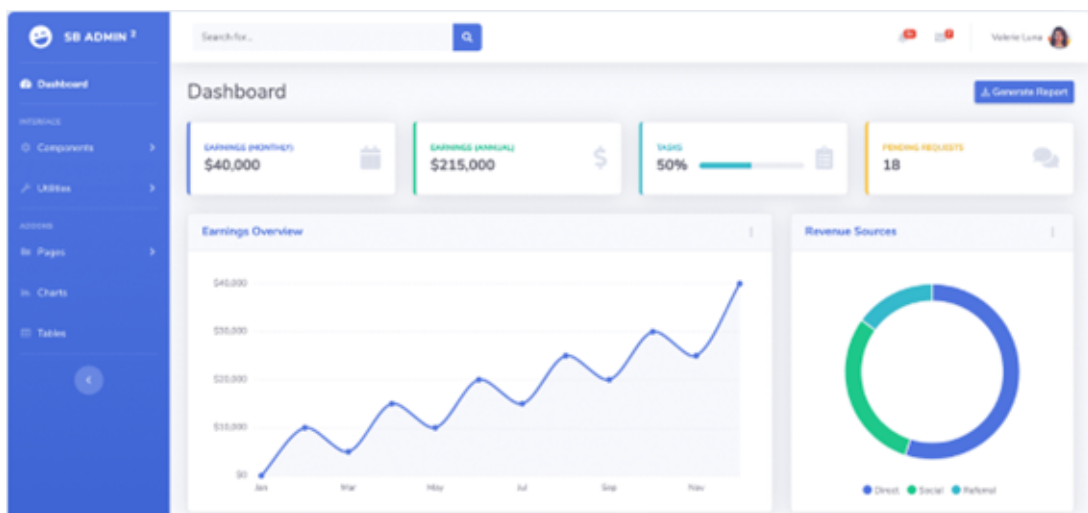 SB ADMIN 2
Search for...
Valerie Luna
Dashboard
INTERFACE
Components
Utilities
ADDONS
Pages
Charts
Tables
Dashboard
Generate Report
EARNINGS (MONTHLY)
$40,000
EARNINGS (ANNUAL)
$215,000
TASKS
50%
PENDING REQUESTS
18
Earnings Overview
$40,000
$30,000
$20,000
$10,000
$0
Jan Mar May Jul Sep Nov
Revenue Sources
Direct Social Referral